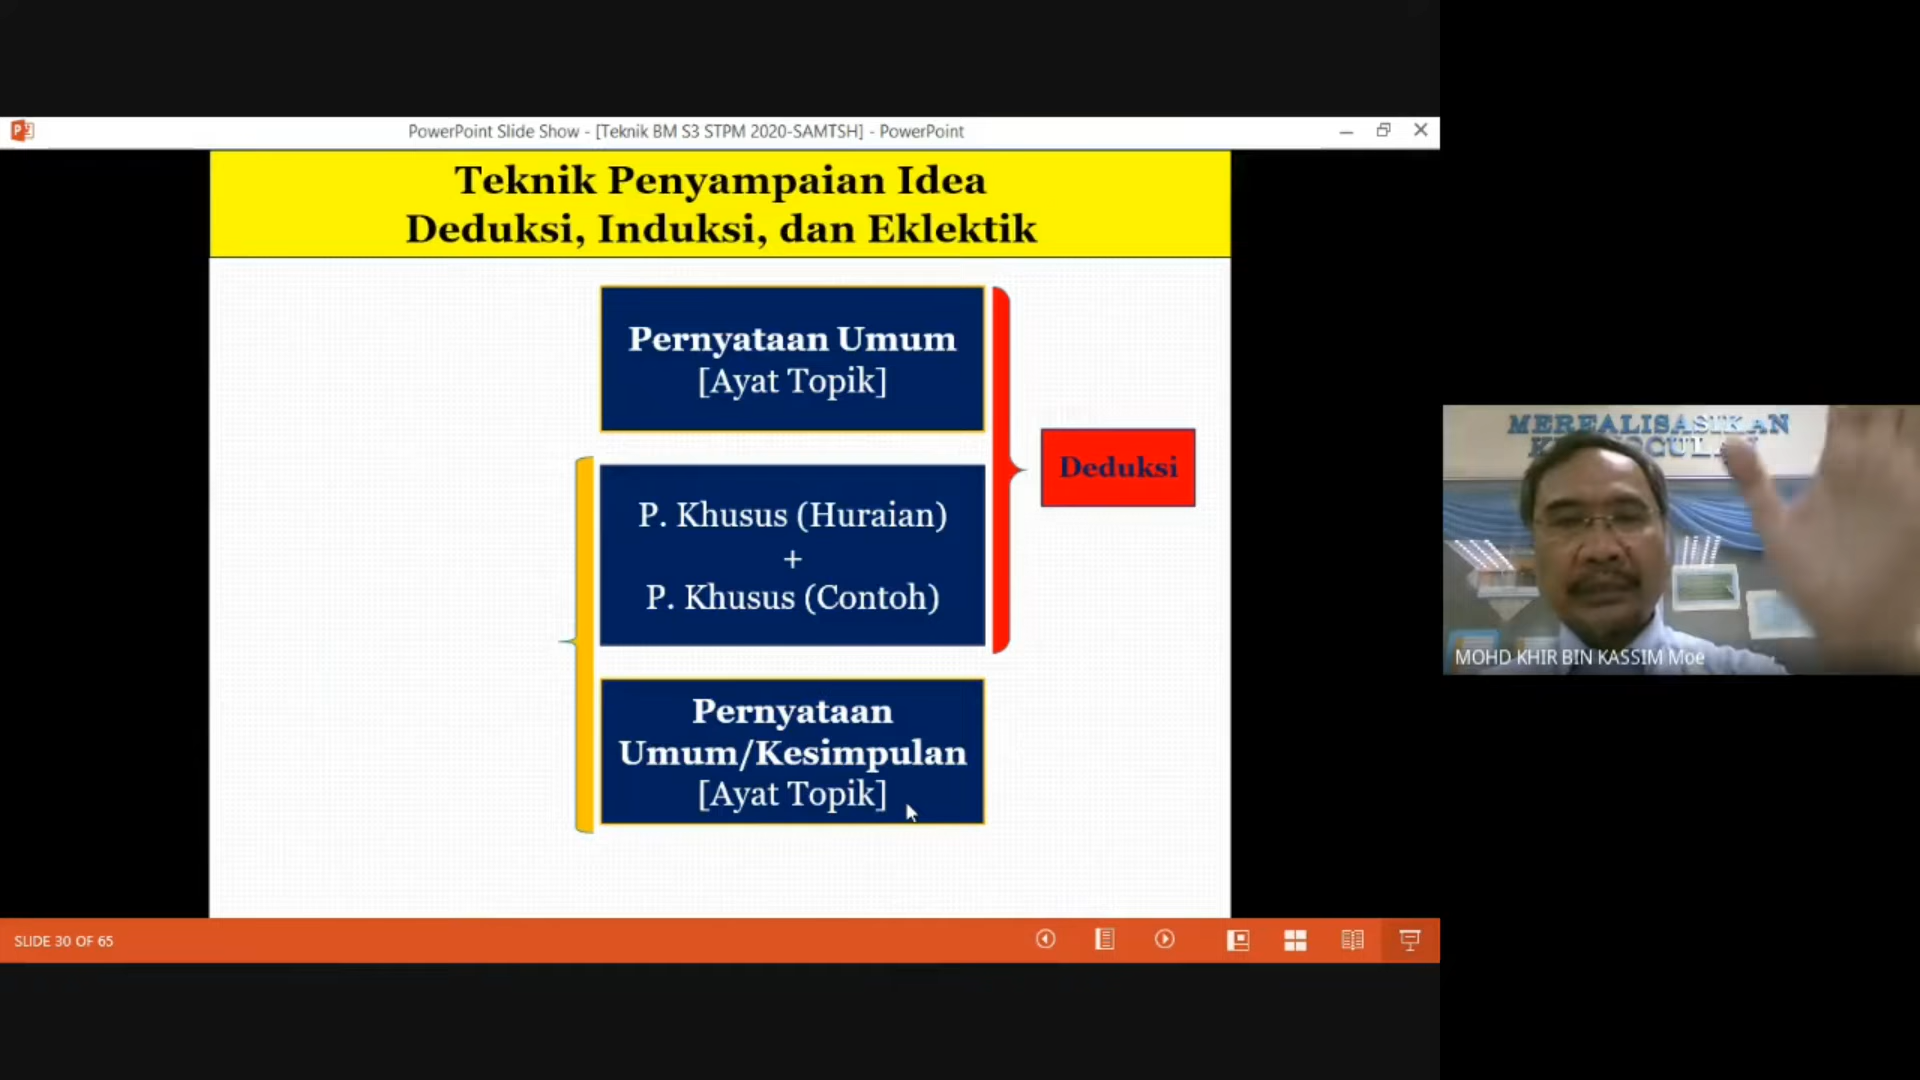 PowerPoint Slide Show - [Teknik BM S3 STPM 2020-SAMTSH] - PowerPoint
Teknik Penyampaian Idea
Deduksi, Induksi, dan Eklektik
Pernyataan Umum
[Ayat Topik]
P. Khusus (Huraian)
+
P. Khusus (Contoh)
Deduksi
Pernyataan
Umum/Kesimpulan
[Ayat Topik]
SLIDE 30 OF 65
MEREALISASIKAN
MOHD KHIR BIN KASSIM Moe